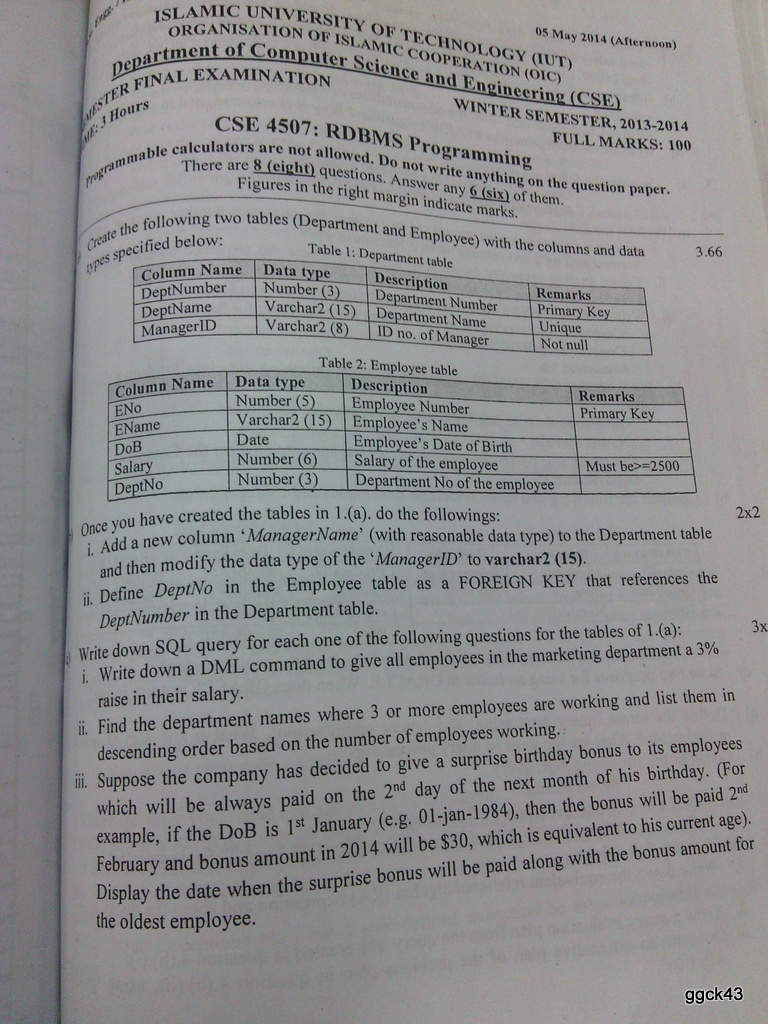 05 May 2014 (Afternoon)
ISLAMIC UNIVERSITY OF TECHNOLOGY (IUT)
ORGANISATION OF ISLAMIC COOPERATION (OIC)
Department of Computer Science and Engineering (CSE)
FINAL EXAMINATION
WINTER SEMESTER, 2013-2014
3 Hours
FULL MARKS: 100
CSE 4507: RDBMS Programming
Programmable calculators are not allowed. Do not write anything on the question paper.
There are 8 (eight) questions. Answer any 6 (six) of them.
Figures in the right margin indicate marks.
Create the following two tables (Department and Employee) with the columns and data 3.66
types specified below:
Table 1: Department table
Column Name Data type Description Remarks
DeptNumber Number (3) Department Number Primary Key
DeptName Varchar2 (15) Department Name Unique
ManagerID Varchar2 (8) ID no. of Manager Not null
Table 2: Employee table
Column Name Data type Description Remarks
ENo Number (5) Employee Number Primary Key
EName Varchar2 (15) Employee's Name
DoB Date Employee's Date of Birth
Salary Number (6) Salary of the employee Must be>=2500
DeptNo Number (3) Department No of the employee
Once you have created the tables in 1.(a). do the followings: 2x2
i. Add a new column 'ManagerName' (with reasonable data type) to the Department table
and then modify the data type of the 'ManagerID' to varchar2 (15).
ii. Define DeptNo in the Employee table as a FOREIGN KEY that references the
DeptNumber in the Department table.
Write down SQL query for each one of the following questions for the tables of 1.(a): 3x
i. Write down a DML command to give all employees in the marketing department a 3%
raise in their salary.
ii. Find the department names where 3 or more employees are working and list them in
descending order based on the number of employees working.
iii. Suppose the company has decided to give a surprise birthday bonus to its employees
which will be always paid on the 2nd day of the next month of his birthday. (For
example, if the DoB is 1st January (e.g. 01-jan-1984), then the bonus will be paid 2nd
February and bonus amount in 2014 will be $30, which is equivalent to his current age).
Display the date when the surprise bonus will be paid along with the bonus amount for
the oldest employee.
ggck43